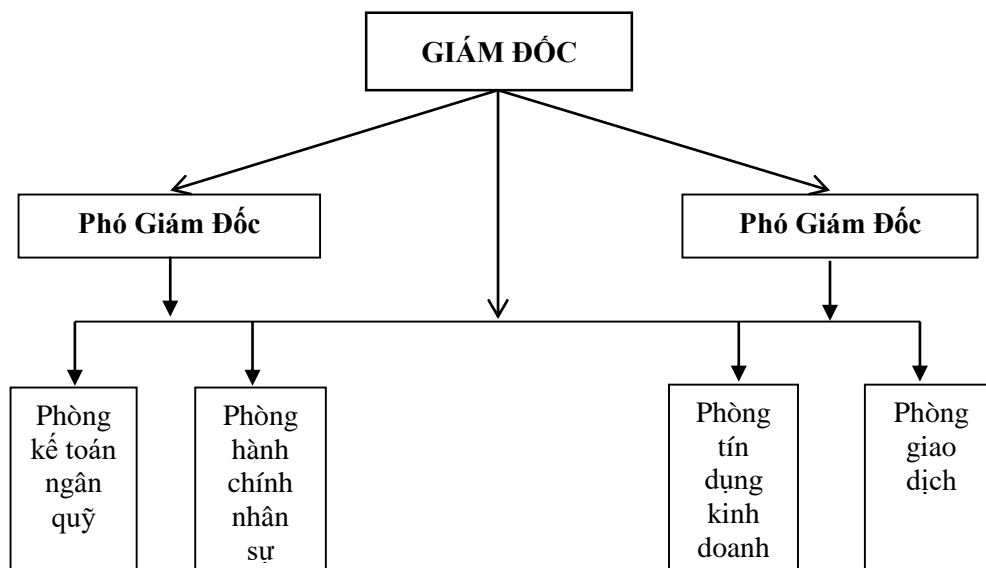 GIÁM ĐỐC
Phó Giám Đốc
Phó Giám Đốc
Phòng
kế toán
ngân
quỹ
Phòng
hành
chính
nhân
sự
Phòng
tín
dụng
kinh
doanh
Phòng
giao
dịch